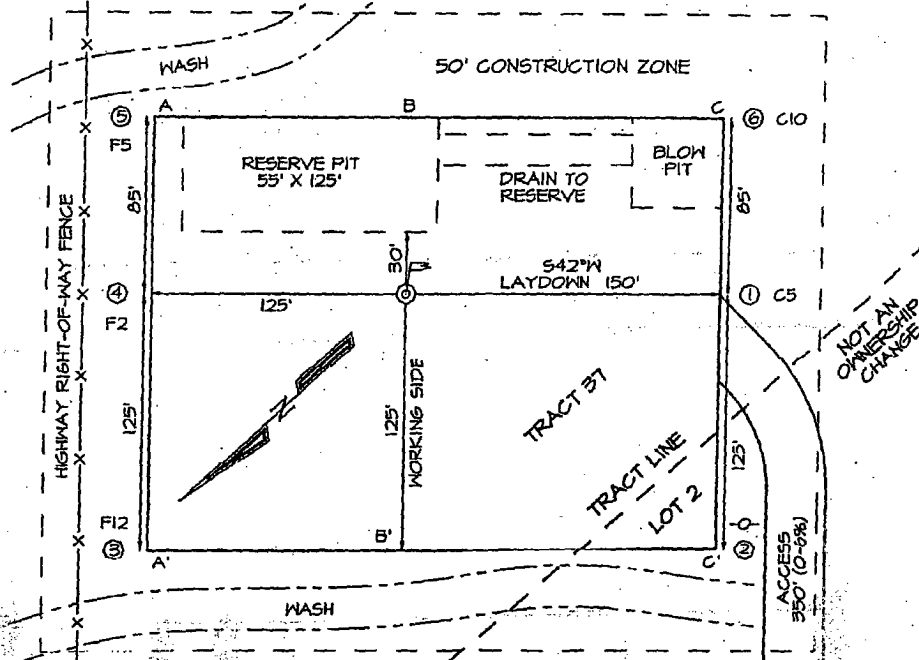 WASH
50' CONSTRUCTION ZONE
A
B
C
⑤
⑥ C10
F5
RESERVE PIT
55' X 125'
BLOW
PIT
DRAIN TO
RESERVE
85'
85'
HIGHWAY RIGHT-OF-WAY FENCE
30'
S42°W
LAYDOWN 150'
④
125'
① C5
F2
NOT AN
OWNERSHIP
CHANGE
N
125'
125'
WORKING SIDE
TRACT 37
TRACT LINE
LOT 2
125'
F12
③
A'
B'
C'
-0-
②
ACCESS
350' (0-6%)
WASH